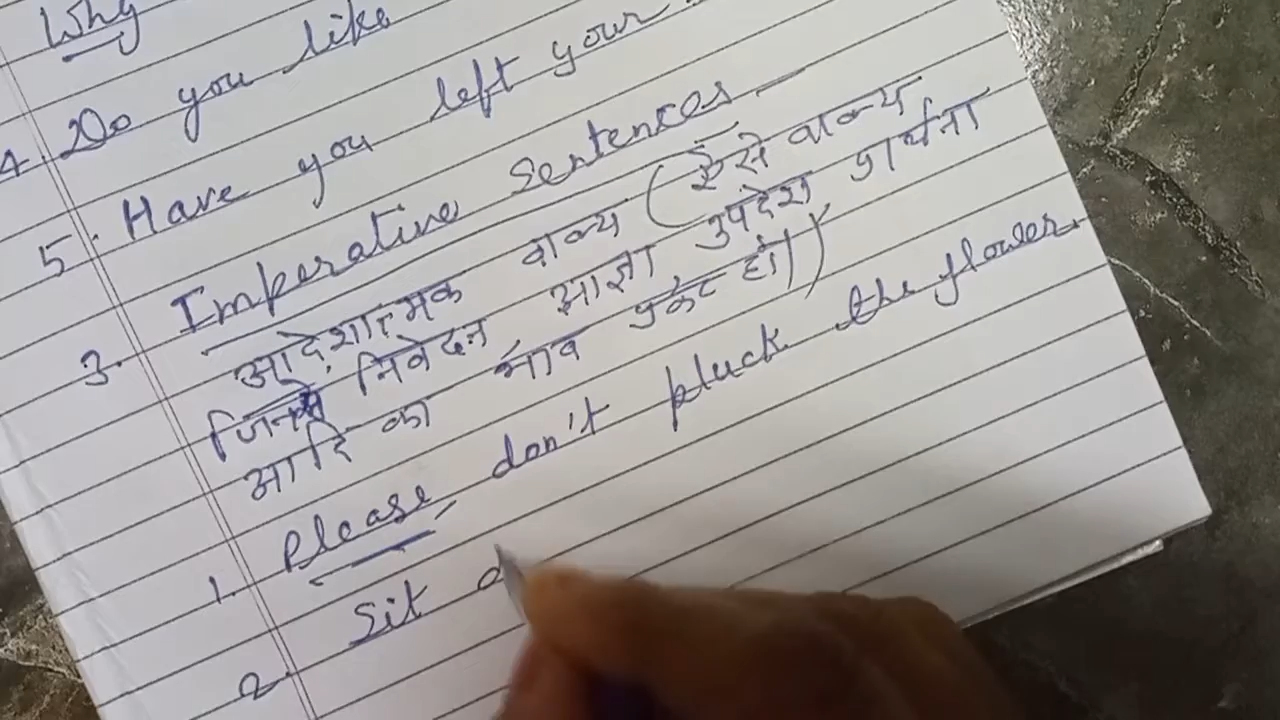 Why
4 Do you like
5. Have you left your
3. Imperative Sentences -
आदेशात्मक वाक्य (ऐसे वाक्य
जिनसे निवेदन आज्ञा उपदेश प्रार्थना
आदि का भाव प्रकट हो।)
1. Please, don't pluck the flower.
2. Sit